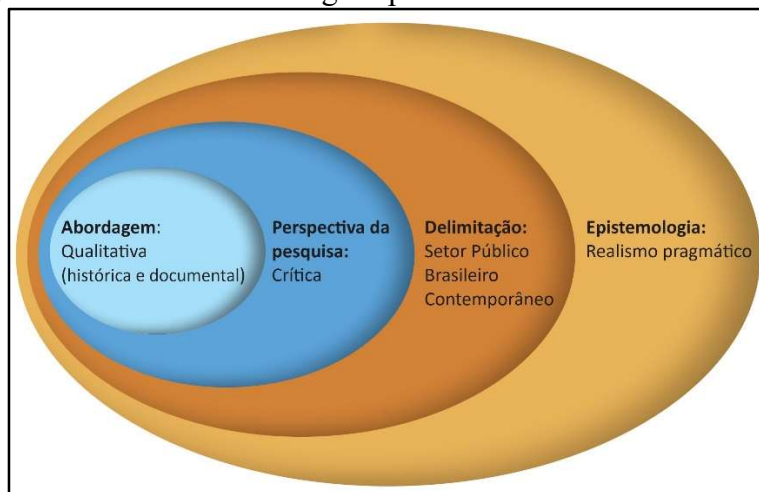 Abordagem:
Qualitativa
(histórica e documental)
Perspectiva da
pesquisa:
Crítica
Delimitação:
Setor Público
Brasileiro
Contemporâneo
Epistemologia:
Realismo pragmático